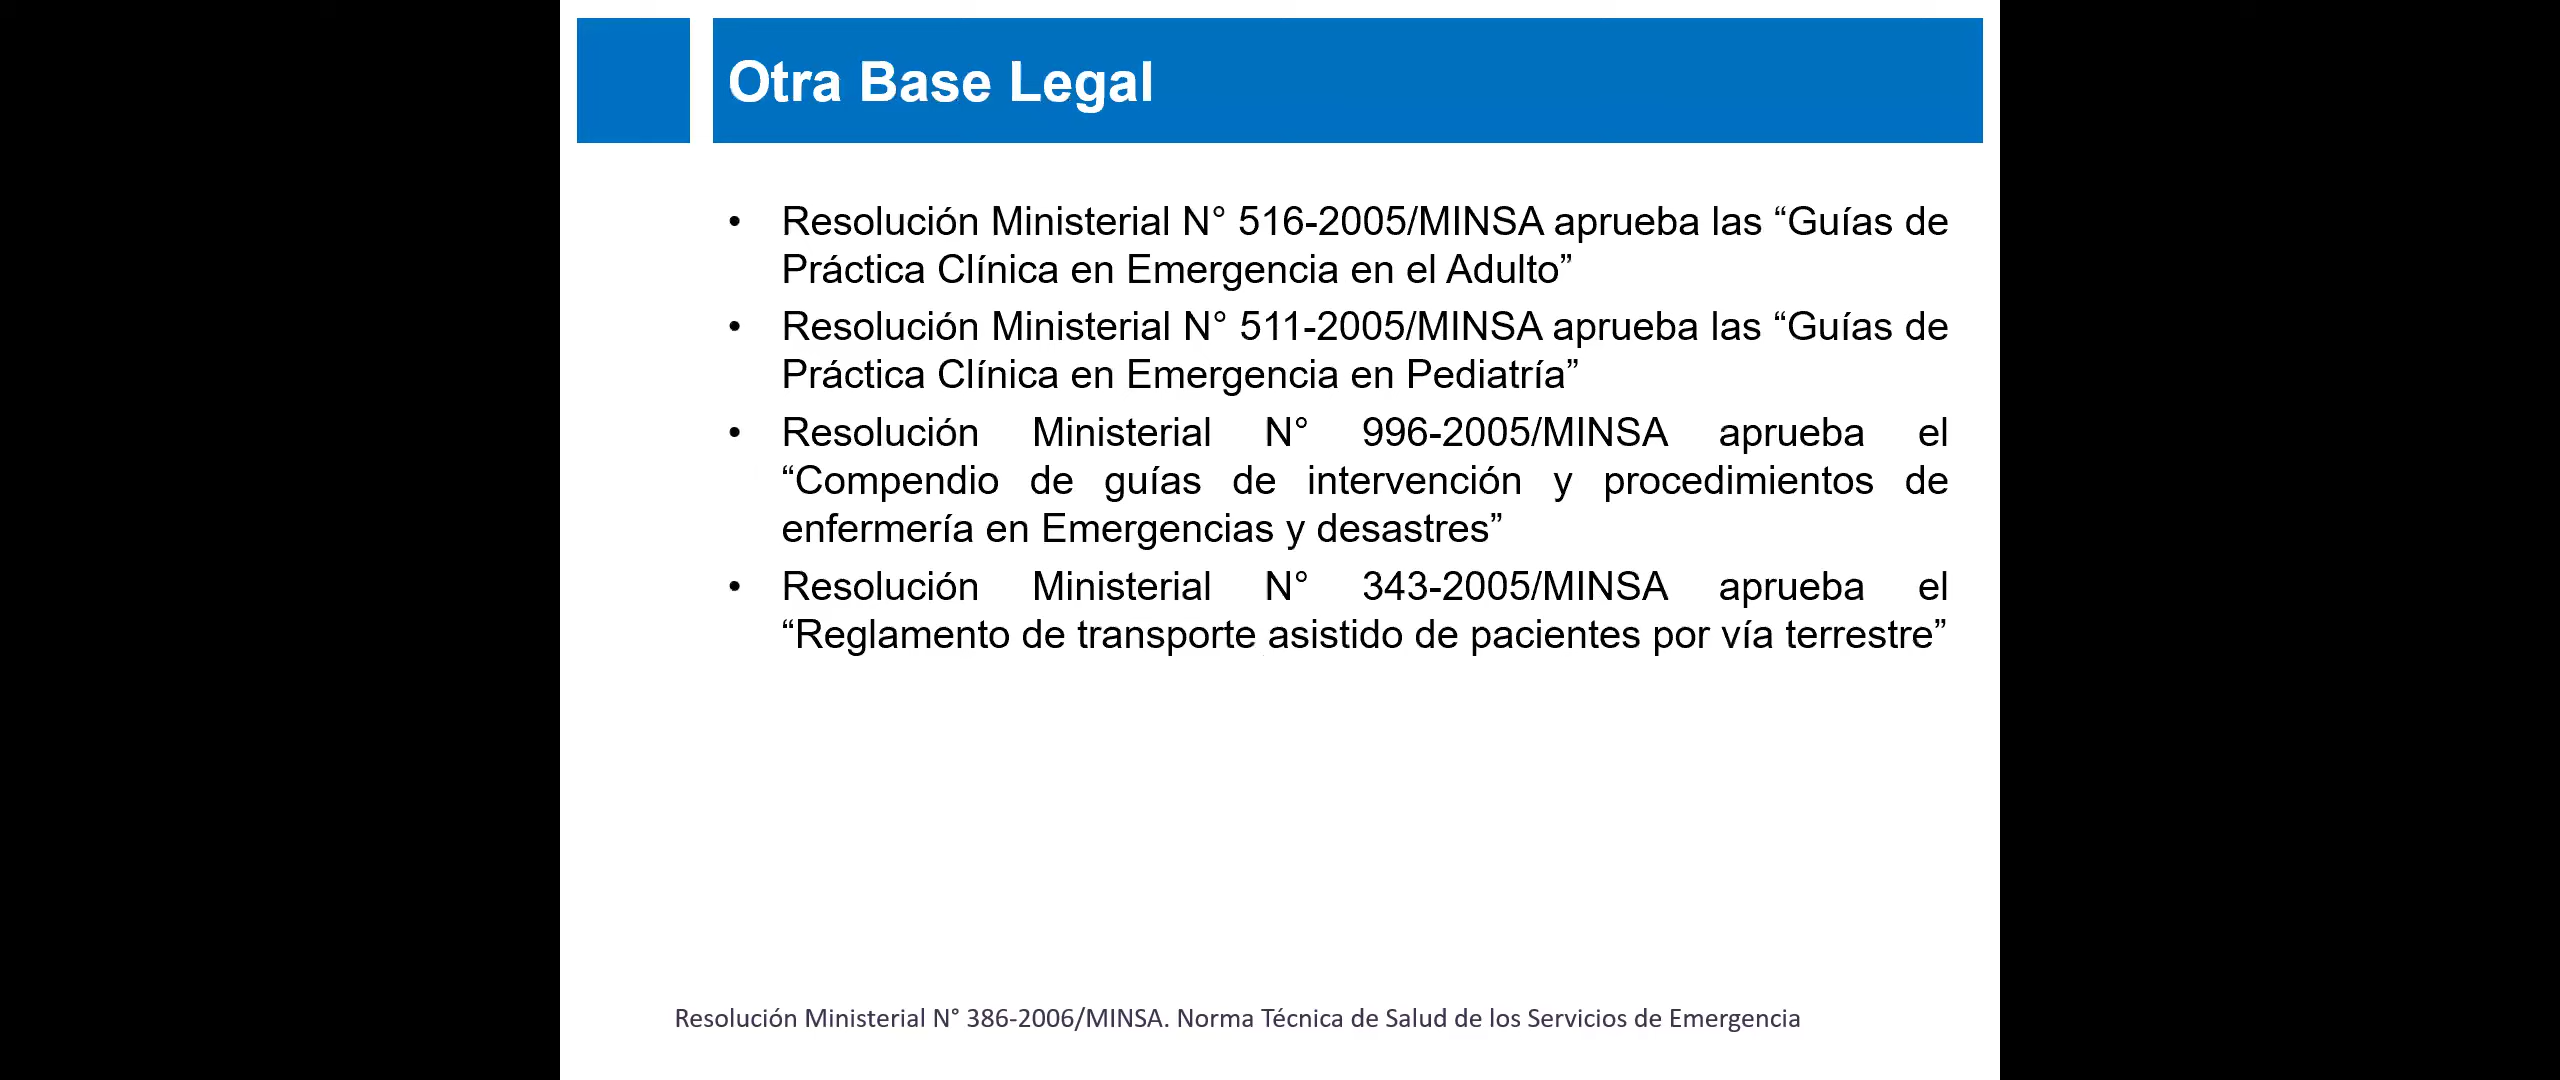 Otra Base Legal
• Resolución Ministerial N° 516-2005/MINSA aprueba las “Guías de
Práctica Clínica en Emergencia en el Adulto”
• Resolución Ministerial N° 511-2005/MINSA aprueba las “Guías de
Práctica Clínica en Emergencia en Pediatría”
• Resolución Ministerial N° 996-2005/MINSA aprueba el
“Compendio de guías de intervención y procedimientos de
enfermería en Emergencias y desastres”
• Resolución Ministerial N° 343-2005/MINSA aprueba el
“Reglamento de transporte asistido de pacientes por vía terrestre”
Resolución Ministerial N° 386-2006/MINSA. Norma Técnica de Salud de los Servicios de Emergencia